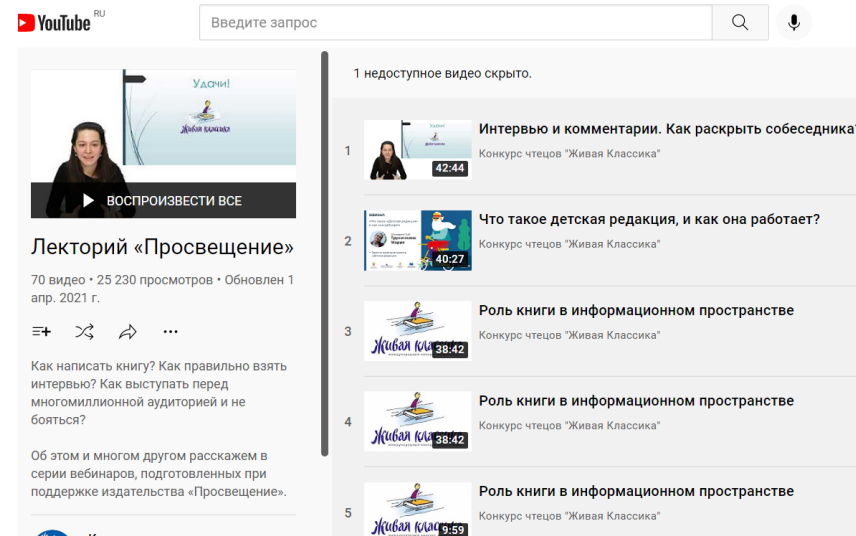 YouTube RU
Введите запрос
Удачи!
Живая классика
ВОСПРОИЗВЕСТИ ВСЕ
Лекторий «Просвещение»
70 видео • 25 230 просмотров • Обновлен 1
апр. 2021 г.
Как написать книгу? Как правильно взять
интервью? Как выступать перед
многомиллионной аудиторией и не
бояться?
Об этом и многом другом расскажем в
серии вебинаров, подготовленных при
поддержке издательства «Просвещение».
1 недоступное видео скрыто.
1
42:44
Интервью и комментарии. Как раскрыть собеседника?
Конкурс чтецов "Живая Классика"
2
40:27
Что такое детская редакция, и как она работает?
Конкурс чтецов "Живая Классика"
3
Живая
38:42
Роль книги в информационном пространстве
Конкурс чтецов "Живая Классика"
4
Живая
38:42
Роль книги в информационном пространстве
Конкурс чтецов "Живая Классика"
5
Живая
9:59
Роль книги в информационном пространстве
Конкурс чтецов "Живая Классика"